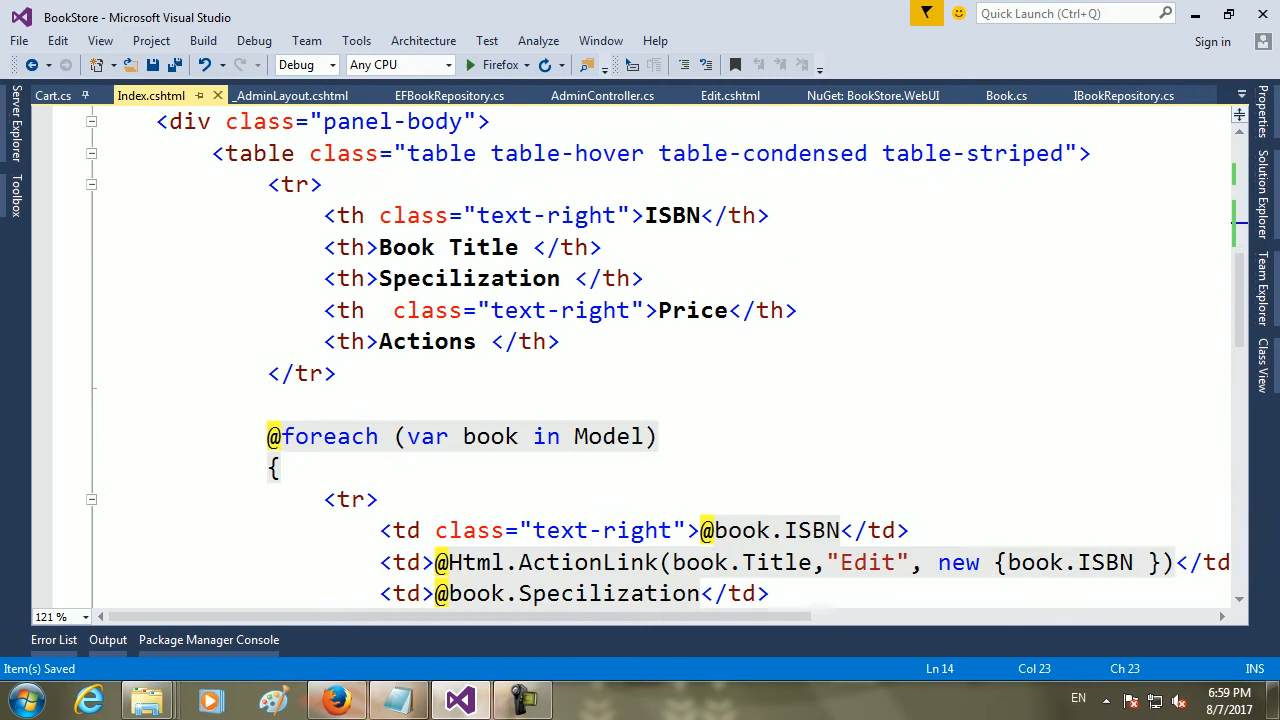 BookStore - Microsoft Visual Studio
Quick Launch (Ctrl+Q)
File Edit View Project Build Debug Team Tools Architecture Test Analyze Window Help
Sign in
Debug Any CPU Firefox
Cart.cs Index.cshtml _AdminLayout.cshtml EFBookRepository.cs AdminController.cs Edit.cshtml NuGet: BookStore.WebUI Book.cs IBookRepository.cs
Server Explorer
Toolbox
Properties
Solution Explorer
Team Explorer
Class View
<div class="panel-body">
<table class="table table-hover table-condensed table-striped">
<tr>
<th class="text-right">ISBN</th>
<th>Book Title </th>
<th>Specilization </th>
<th  class="text-right">Price</th>
<th>Actions </th>
</tr>
@foreach (var book in Model)
{
<tr>
<td class="text-right">@book.ISBN</td>
<td>@Html.ActionLink(book.Title,"Edit", new {book.ISBN })</td
<td>@book.Specilization</td>
121 %
Error List Output Package Manager Console
Item(s) Saved Ln 14 Col 23 Ch 23 INS
EN 6:59 PM
8/7/2017